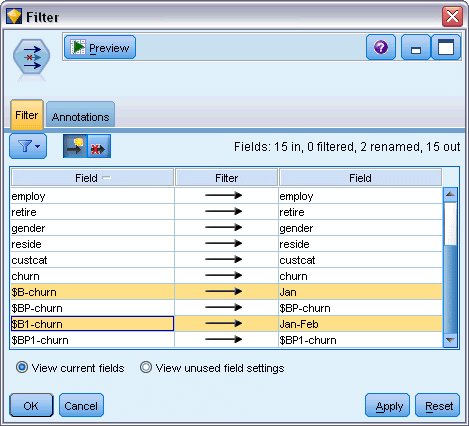 Filter
Preview
?
Filter
Annotations
Fields: 15 in, 0 filtered, 2 renamed, 15 out
Field Filter Field
employ employ
retire retire
gender gender
reside reside
custcat custcat
churn churn
$B-churn Jan
$BP-churn $BP-churn
$B1-churn Jan-Feb
$BP1-churn $BP1-churn
View current fields View unused field settings
OK Cancel Apply Reset